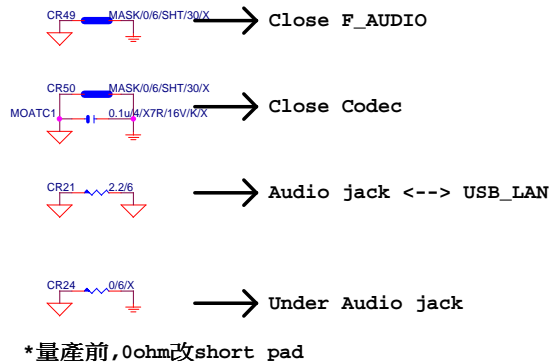 CR49 MASK/0/6/SHT/30/X Close F_AUDIO
CR50 MASK/0/6/SHT/30/X
MOATC1 0.1u/4/X7R/16V/K/X Close Codec
CR21 2.2/6 Audio jack <--> USB_LAN
CR24 0/6/X Under Audio jack
*量產前,0ohm改short pad